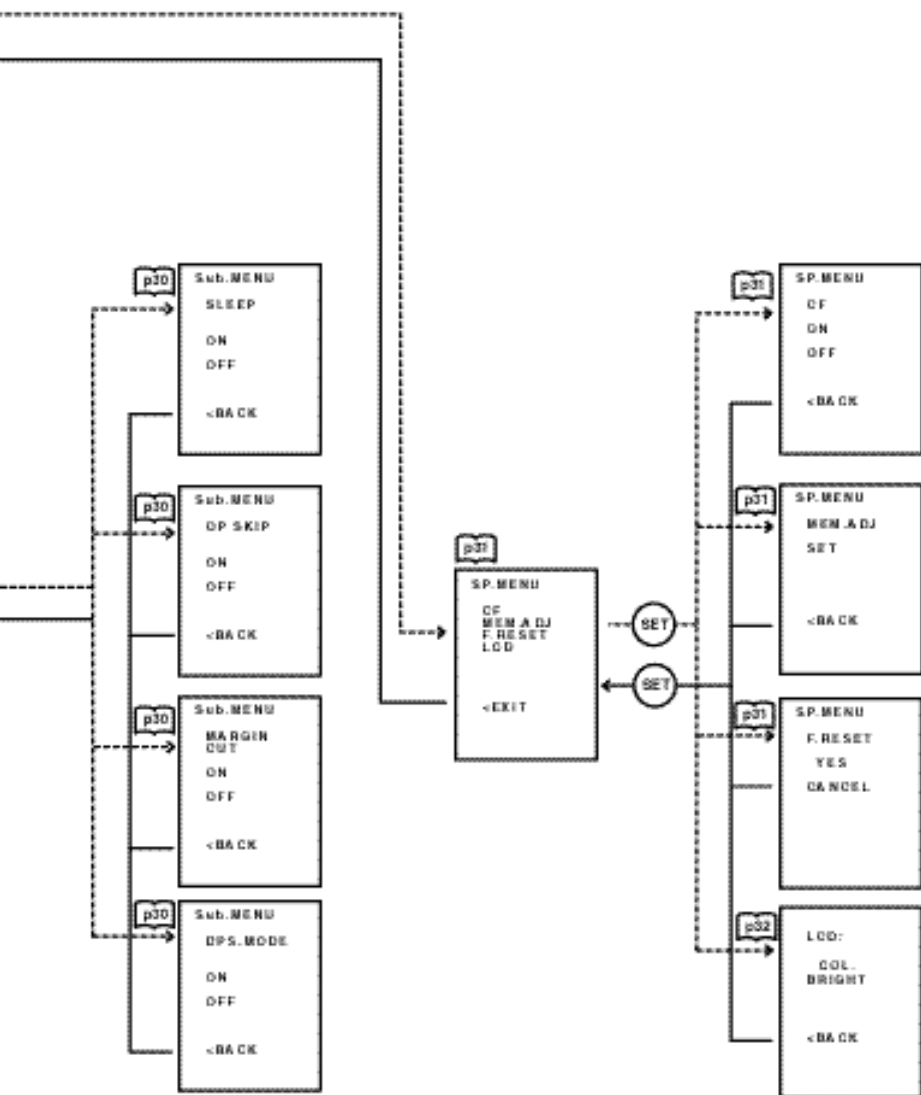 p30
Sub.MENU
SLEEP
ON
OFF
<BACK
p30
Sub.MENU
OP SKIP
ON
OFF
<BACK
p30
Sub.MENU
MARGIN
CUT
ON
OFF
<BACK
p30
Sub.MENU
DPS.MODE
ON
OFF
<BACK
p31
SP.MENU
CF
MEM.ADJ
F.RESET
LCD
<EXIT
SET
SET
p31
SP.MENU
CF
ON
OFF
<BACK
p31
SP.MENU
MEM.ADJ
SET
<BACK
p31
SP.MENU
F.RESET
YES
CANCEL
p32
LCD:
COL.
BRIGHT
<BACK